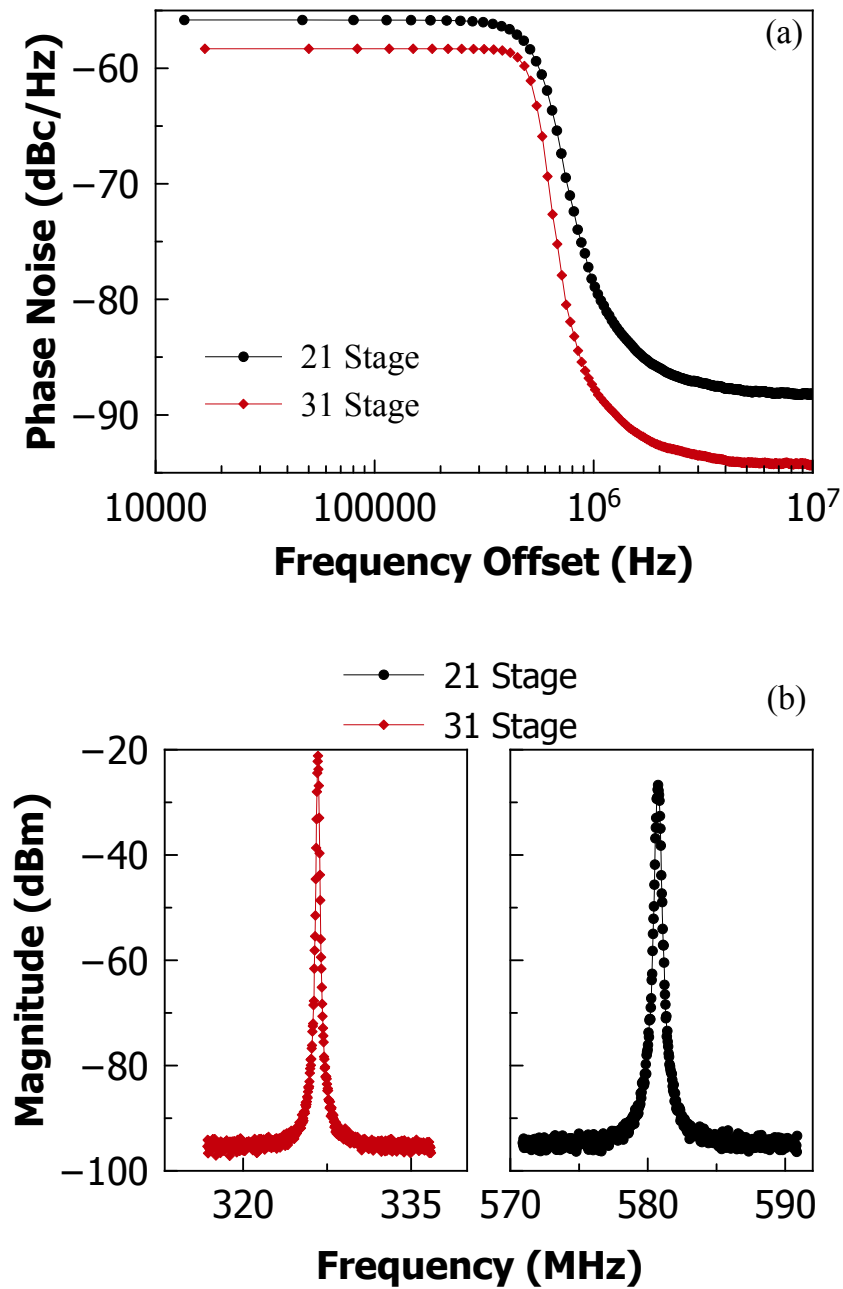 (a)
−60
−70
−80
−90
Phase Noise (dBc/Hz)
21 Stage
31 Stage
10000 100000 10⁶ 10⁷
Frequency Offset (Hz)
21 Stage
31 Stage
(b)
−20
−40
−60
−80
−100
Magnitude (dBm)
320 335 570 580 590
Frequency (MHz)